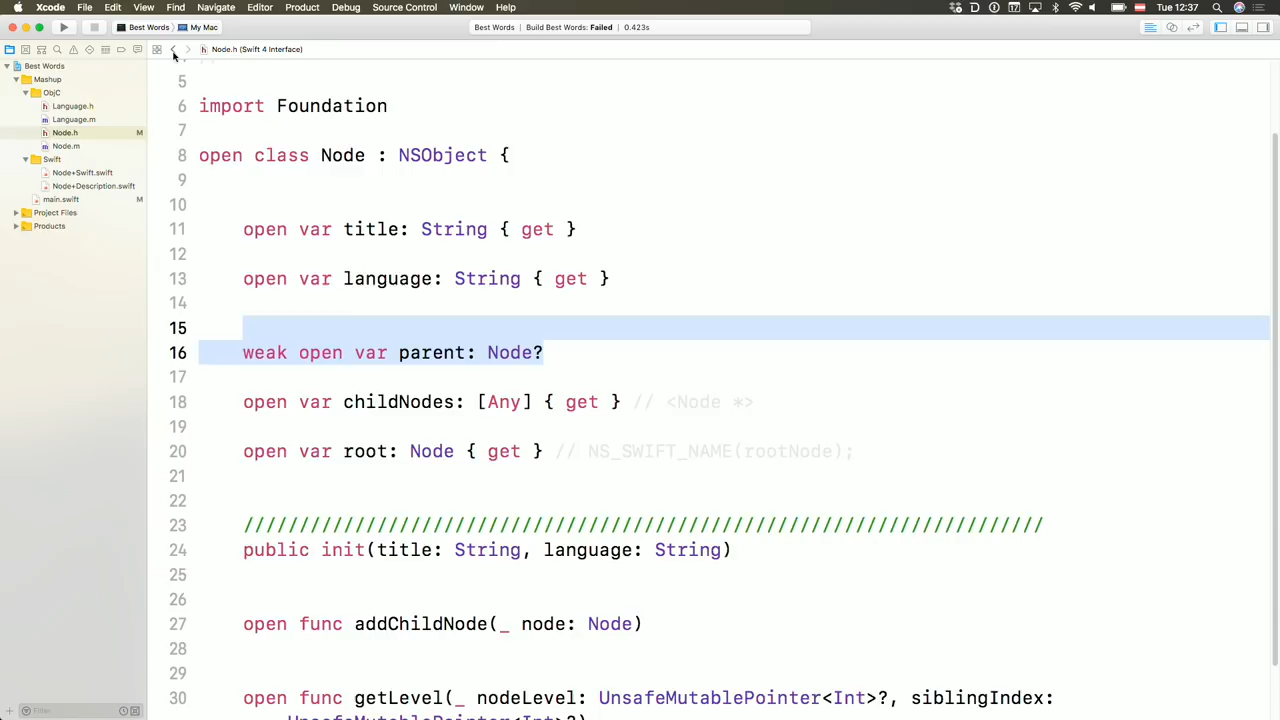 Xcode File Edit View Find Navigate Editor Product Debug Source Control Window Help
Tue 12:37
Best Words My Mac
Best Words Build Best Words: Failed 0.423s
Node.h (Swift 4 Interface)
Best Words
Mashup
ObjC
Language.h
Language.m
Node.h M
Node.m
Swift
Node+Swift.swift
Node+Description.swift
main.swift M
Project Files
Products
Filter
5
6 import Foundation
7
8 open class Node : NSObject {
9
10
11 open var title: String { get }
12
13 open var language: String { get }
14
15
16 weak open var parent: Node?
17
18 open var childNodes: [Any] { get } // <Node *>
19
20 open var root: Node { get } // NS_SWIFT_NAME(rootNode);
21
22
23 ////////////////////////////////////////////////////////////////////////
24 public init(title: String, language: String)
25
26
27 open func addChildNode(_ node: Node)
28
29
30 open func getLevel(_ nodeLevel: UnsafeMutablePointer<Int>?, siblingIndex:
UnsafeMutablePointer<Int>?)